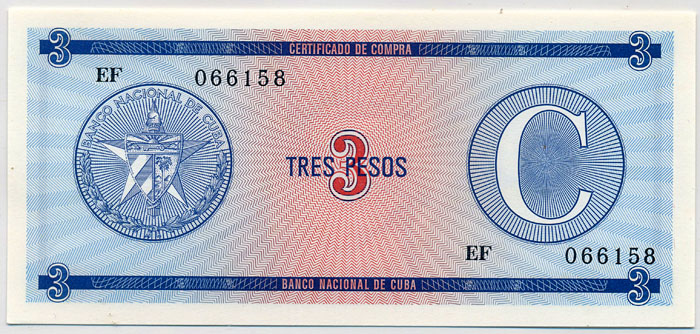 3 CERTIFICADO DE COMPRA 3
EF 066158
BANCO NACIONAL DE CUBA
3
TRES PESOS
C
EF 066158
3 BANCO NACIONAL DE CUBA 3